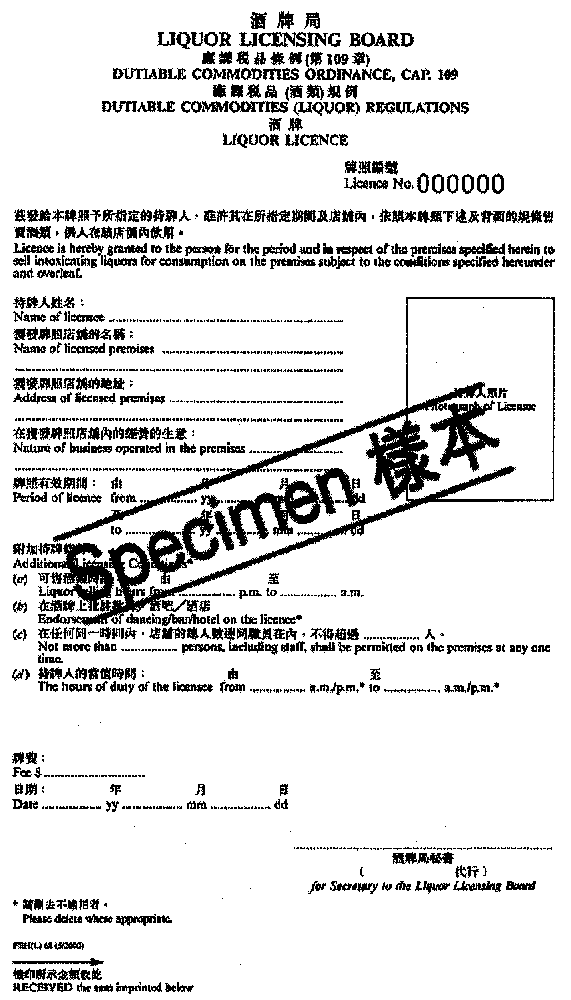 酒牌局
LIQUOR LICENSING BOARD
應課税品條例(第 109 章)
DUTIABLE COMMODITIES ORDINANCE, CAP. 109
應課税品 (酒類) 規例
DUTIABLE COMMODITIES (LIQUOR) REGULATIONS
酒牌
LIQUOR LICENCE
牌照編號
Licence No. 000000
茲發給本牌照予所指定的持牌人，准許其在所指定期間及店舖內，依照本牌照下述及背面的規條售
賣酒類，供人在該店舖內飲用。
Licence is hereby granted to the person for the period and in respect of the premises specified herein to
sell intoxicating liquors for consumption on the premises subject to the conditions specified hereunder
and overleaf.
持牌人姓名：
Name of licensee
獲發牌照店舖的名稱：
Name of licensed premises
獲發牌照店舖的地址：
Address of licensed premises
持牌人照片
Photograph of Licensee
在獲發牌照店舖內的經營的生意：
Nature of business operated in the premises
Specimen 樣本
牌照有效期間： 由 年 月 日
Period of licence from yy mm dd
至 年 月 日
to yy mm dd
附加持牌條件
Additional Licensing Conditions*
(a) 可售酒類時間 由 至
Liquor selling hours from p.m. to a.m.
(b) 在酒牌上批註跳舞／酒吧／酒店
Endorsement of dancing/bar/hotel on the licence*
(c) 在任何同一時間內，店舖的總人數連同職員在內，不得超過 人。
Not more than persons, including staff, shall be permitted on the premises at any one
time.
(d) 持牌人的當值時間： 由 至
The hours of duty of the licensee from a.m./p.m.* to a.m./p.m.*
牌費：
Fee $
日期： 年 月 日
Date yy mm dd
酒牌局秘書
( 代行 )
for Secretary to the Liquor Licensing Board
* 請刪去不適用者。
Please delete where appropriate.
FEH(L) 68 (5/2000)
機印所示金額收訖
RECEIVED the sum imprinted below